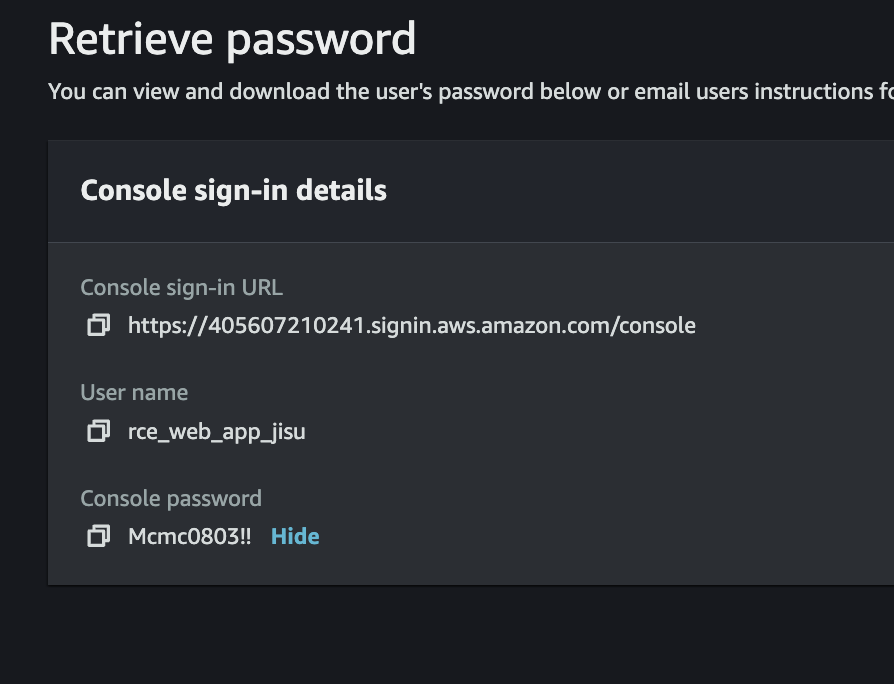 Retrieve password
You can view and download the user's password below or email users instructions
Console sign-in details
Console sign-in URL
https://405607210241.signin.aws.amazon.com/console
User name
rce_web_app_jisu
Console password
Mcmc0803!! Hide